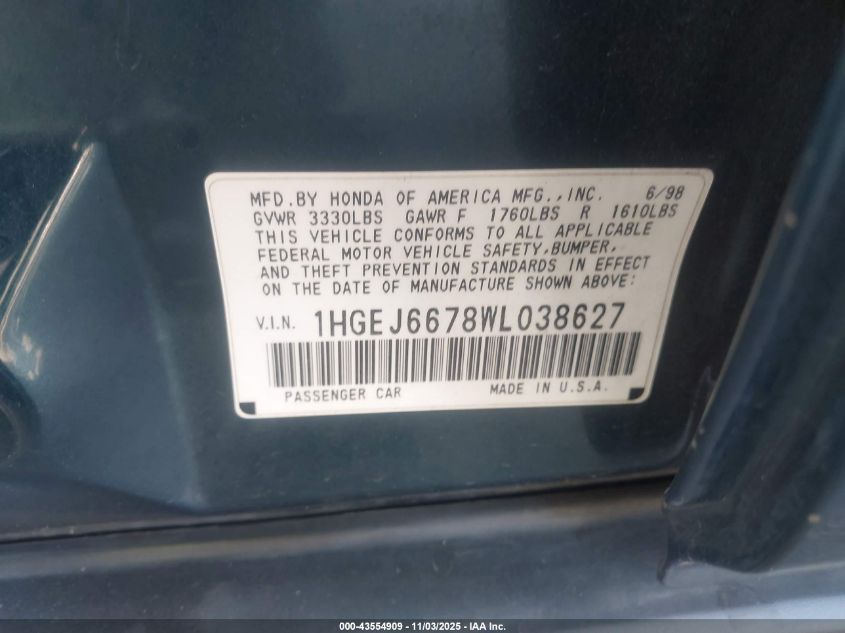 MFD.BY HONDA OF AMERICA MFG.,INC. 6/98
GVWR 3330LBS GAWR F 1760LBS R 1610LBS
THIS VEHICLE CONFORMS TO ALL APPLICABLE
FEDERAL MOTOR VEHICLE SAFETY,BUMPER,
AND THEFT PREVENTION STANDARDS IN EFFECT
ON THE DATE OF MANUFACTURE SHOWN ABOVE:
V.I.N. 1HGEJ6678WL038627
PASSENGER CAR MADE IN U.S.A.
000-43554909 - 11/03/2025 - IAA Inc.